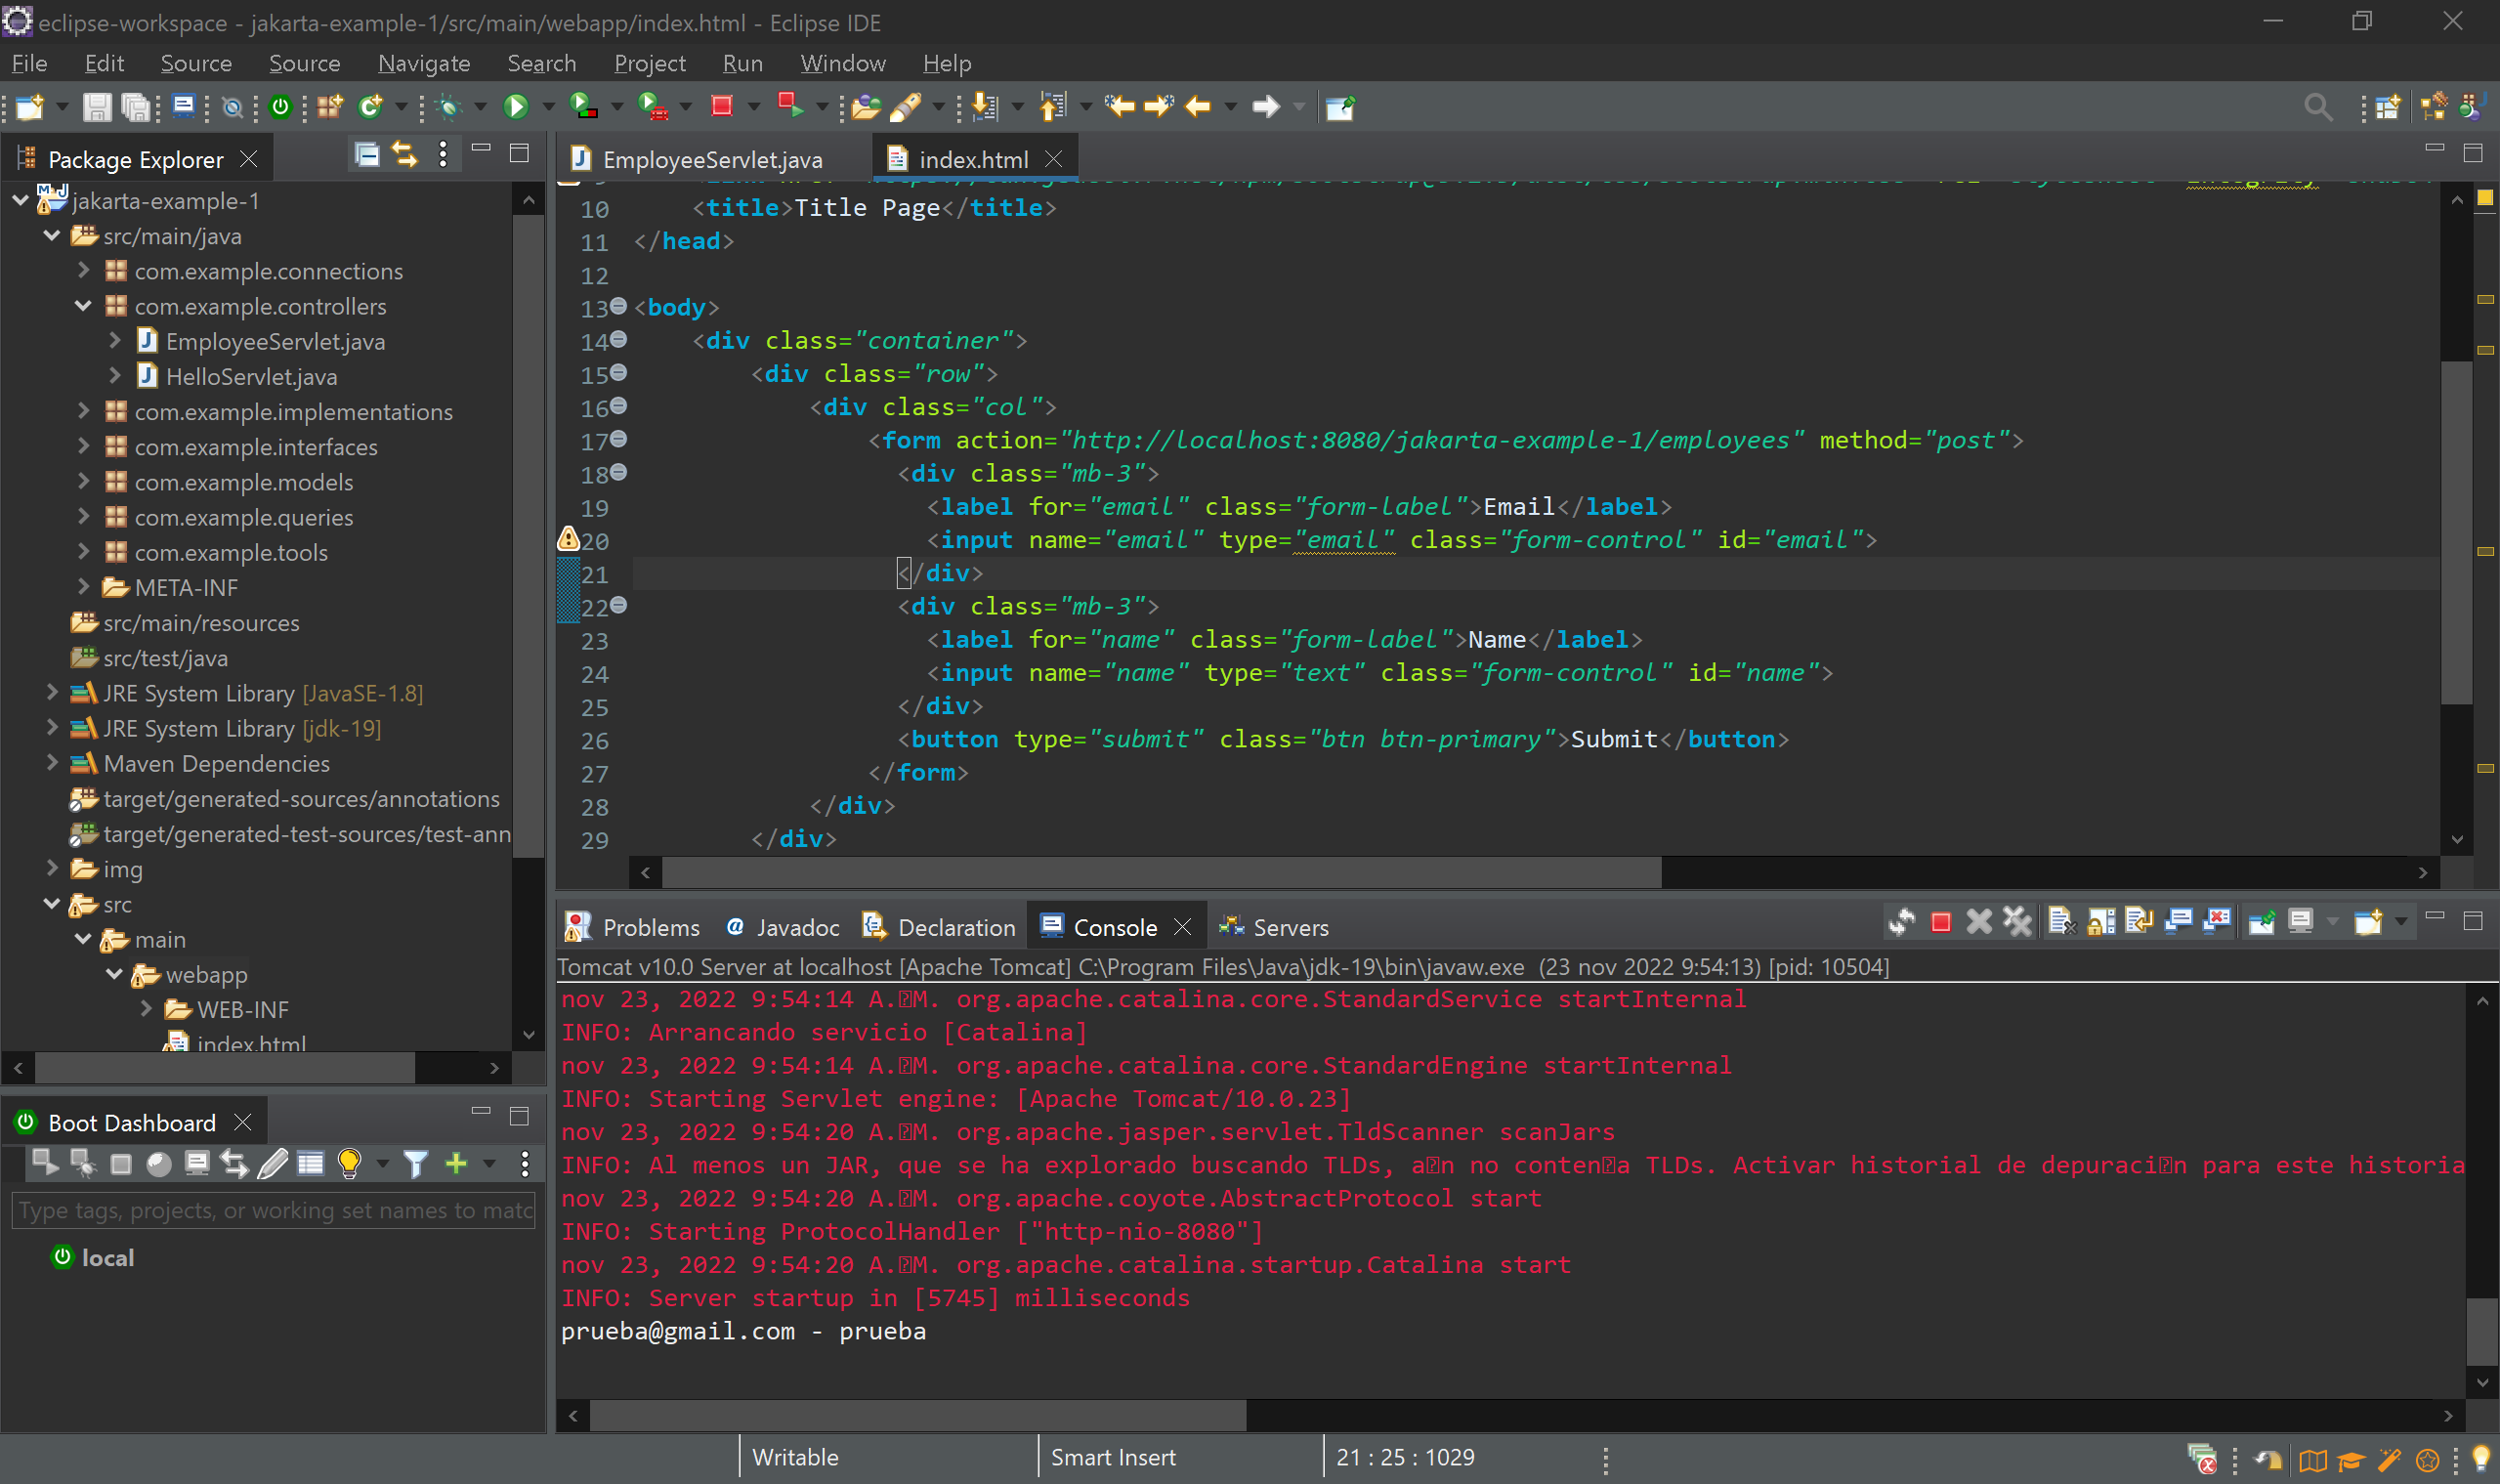 eclipse-workspace - jakarta-example-1/src/main/webapp/index.html - Eclipse IDE
File Edit Source Source Navigate Search Project Run Window Help
Package Explorer
jakarta-example-1
src/main/java
com.example.connections
com.example.controllers
EmployeeServlet.java
HelloServlet.java
com.example.implementations
com.example.interfaces
com.example.models
com.example.queries
com.example.tools
META-INF
src/main/resources
src/test/java
JRE System Library [JavaSE-1.8]
JRE System Library [jdk-19]
Maven Dependencies
target/generated-sources/annotations
target/generated-test-sources/test-ann
img
src
main
webapp
WEB-INF
index.html
Boot Dashboard
Type tags, projects, or working set names to matc
local
EmployeeServlet.java index.html
10 <title>Title Page</title>
11 </head>
12
13 <body>
14 <div class="container">
15 <div class="row">
16 <div class="col">
17 <form action="http://localhost:8080/jakarta-example-1/employees" method="post">
18 <div class="mb-3">
19 <label for="email" class="form-label">Email</label>
20 <input name="email" type="email" class="form-control" id="email">
21 </div>
22 <div class="mb-3">
23 <label for="name" class="form-label">Name</label>
24 <input name="name" type="text" class="form-control" id="name">
25 </div>
26 <button type="submit" class="btn btn-primary">Submit</button>
27 </form>
28 </div>
29 </div>
Problems Javadoc Declaration Console Servers
Tomcat v10.0 Server at localhost [Apache Tomcat] C:\Program Files\Java\jdk-19\bin\javaw.exe (23 nov 2022 9:54:13) [pid: 10504]
nov 23, 2022 9:54:14 A.�M. org.apache.catalina.core.StandardService startInternal
INFO: Arrancando servicio [Catalina]
nov 23, 2022 9:54:14 A.�M. org.apache.catalina.core.StandardEngine startInternal
INFO: Starting Servlet engine: [Apache Tomcat/10.0.23]
nov 23, 2022 9:54:20 A.�M. org.apache.jasper.servlet.TldScanner scanJars
INFO: Al menos un JAR, que se ha explorado buscando TLDs, a�n no conten�a TLDs. Activar historial de depuraci�n para este historia
nov 23, 2022 9:54:20 A.�M. org.apache.coyote.AbstractProtocol start
INFO: Starting ProtocolHandler ["http-nio-8080"]
nov 23, 2022 9:54:20 A.�M. org.apache.catalina.startup.Catalina start
INFO: Server startup in [5745] milliseconds
prueba@gmail.com - prueba
Writable Smart Insert 21 : 25 : 1029